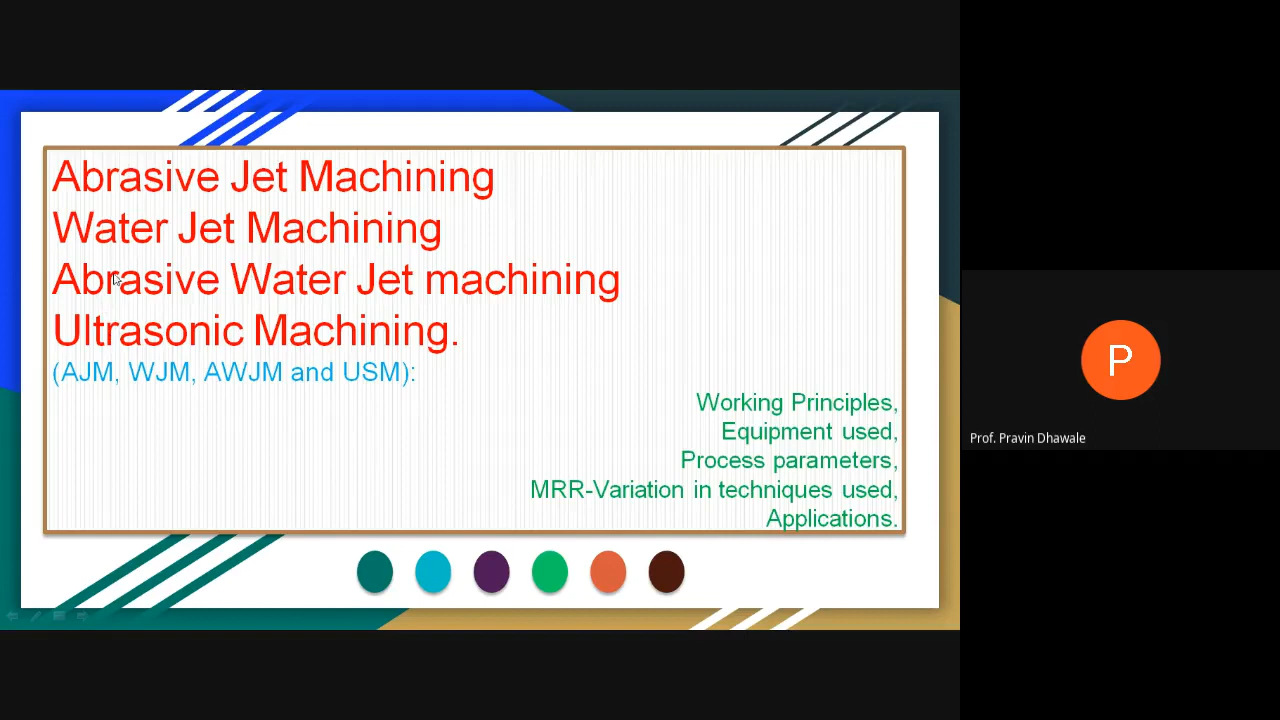 Abrasive Jet Machining
Water Jet Machining
Abrasive Water Jet machining
Ultrasonic Machining.
(AJM, WJM, AWJM and USM):
Working Principles,
Equipment used,
Process parameters,
MRR-Variation in techniques used,
Applications.
P
Prof. Pravin Dhawale